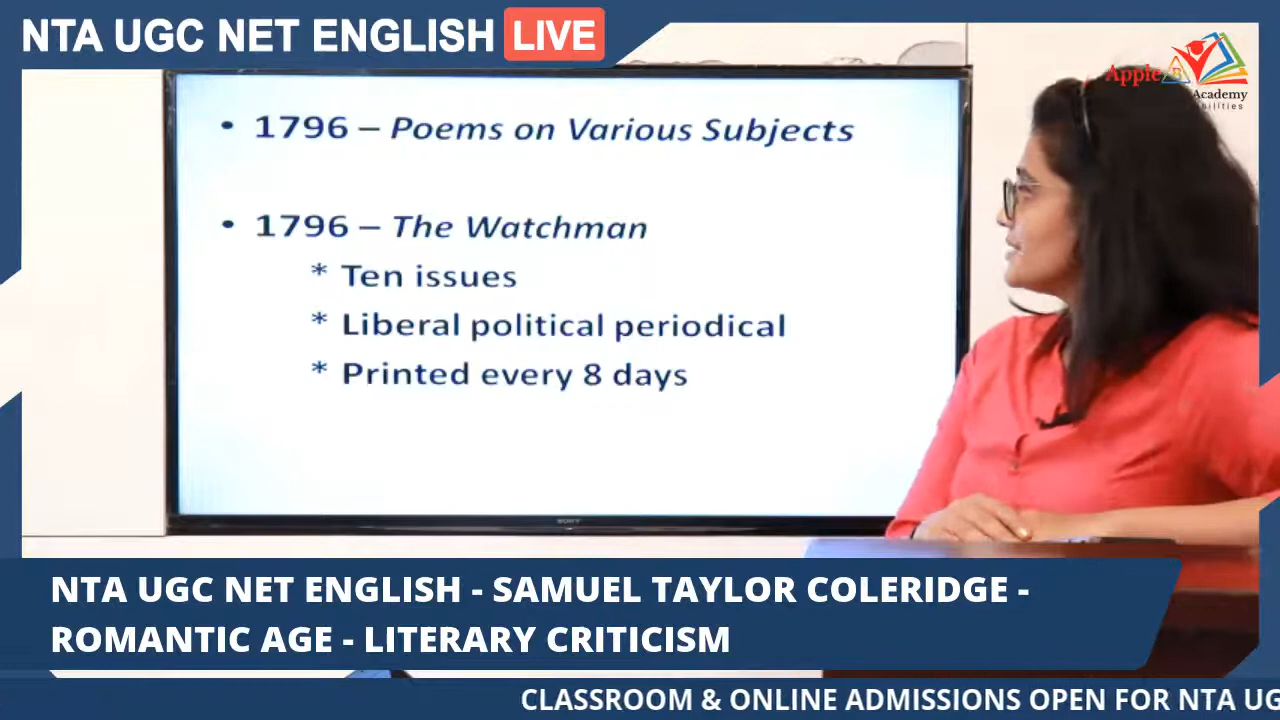 NTA UGC NET ENGLISH LIVE
Apple
Academy
• 1796 – Poems on Various Subjects
• 1796 – The Watchman
* Ten issues
* Liberal political periodical
* Printed every 8 days
SONY
NTA UGC NET ENGLISH - SAMUEL TAYLOR COLERIDGE -
ROMANTIC AGE - LITERARY CRITICISM
CLASSROOM & ONLINE ADMISSIONS OPEN FOR NTA UG